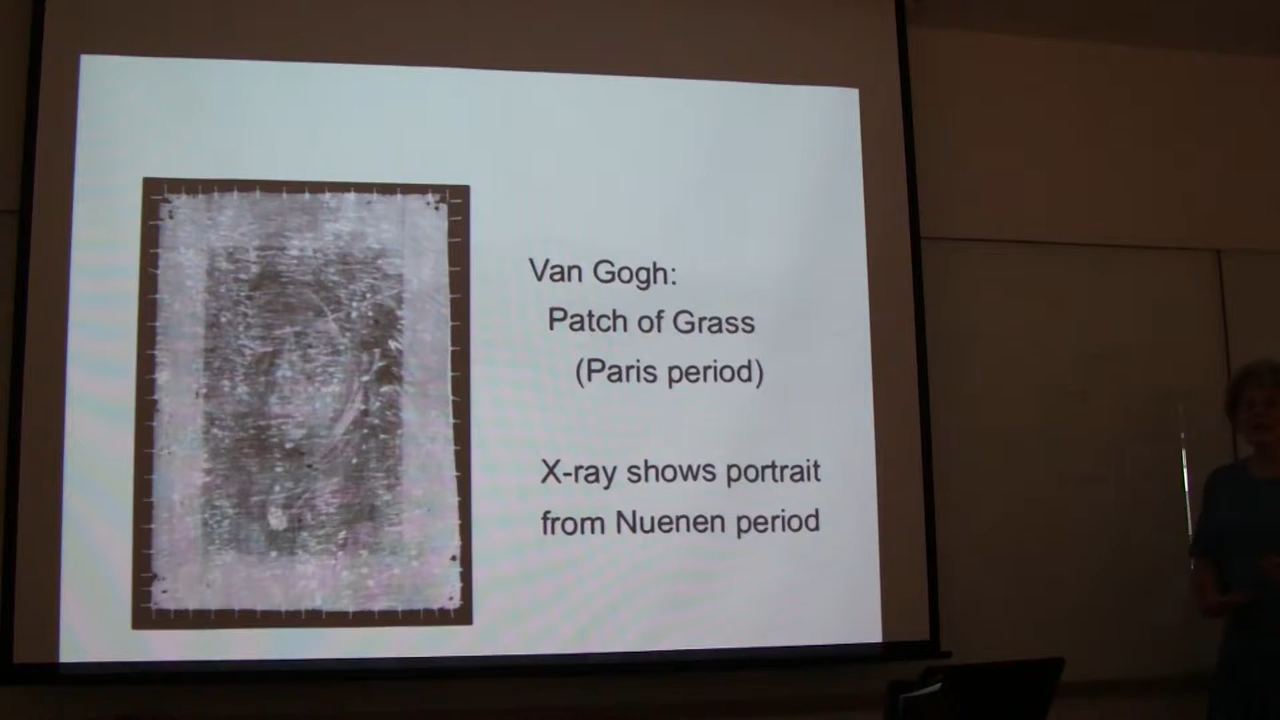 Van Gogh:
Patch of Grass
(Paris period)
X-ray shows portrait
from Nuenen period